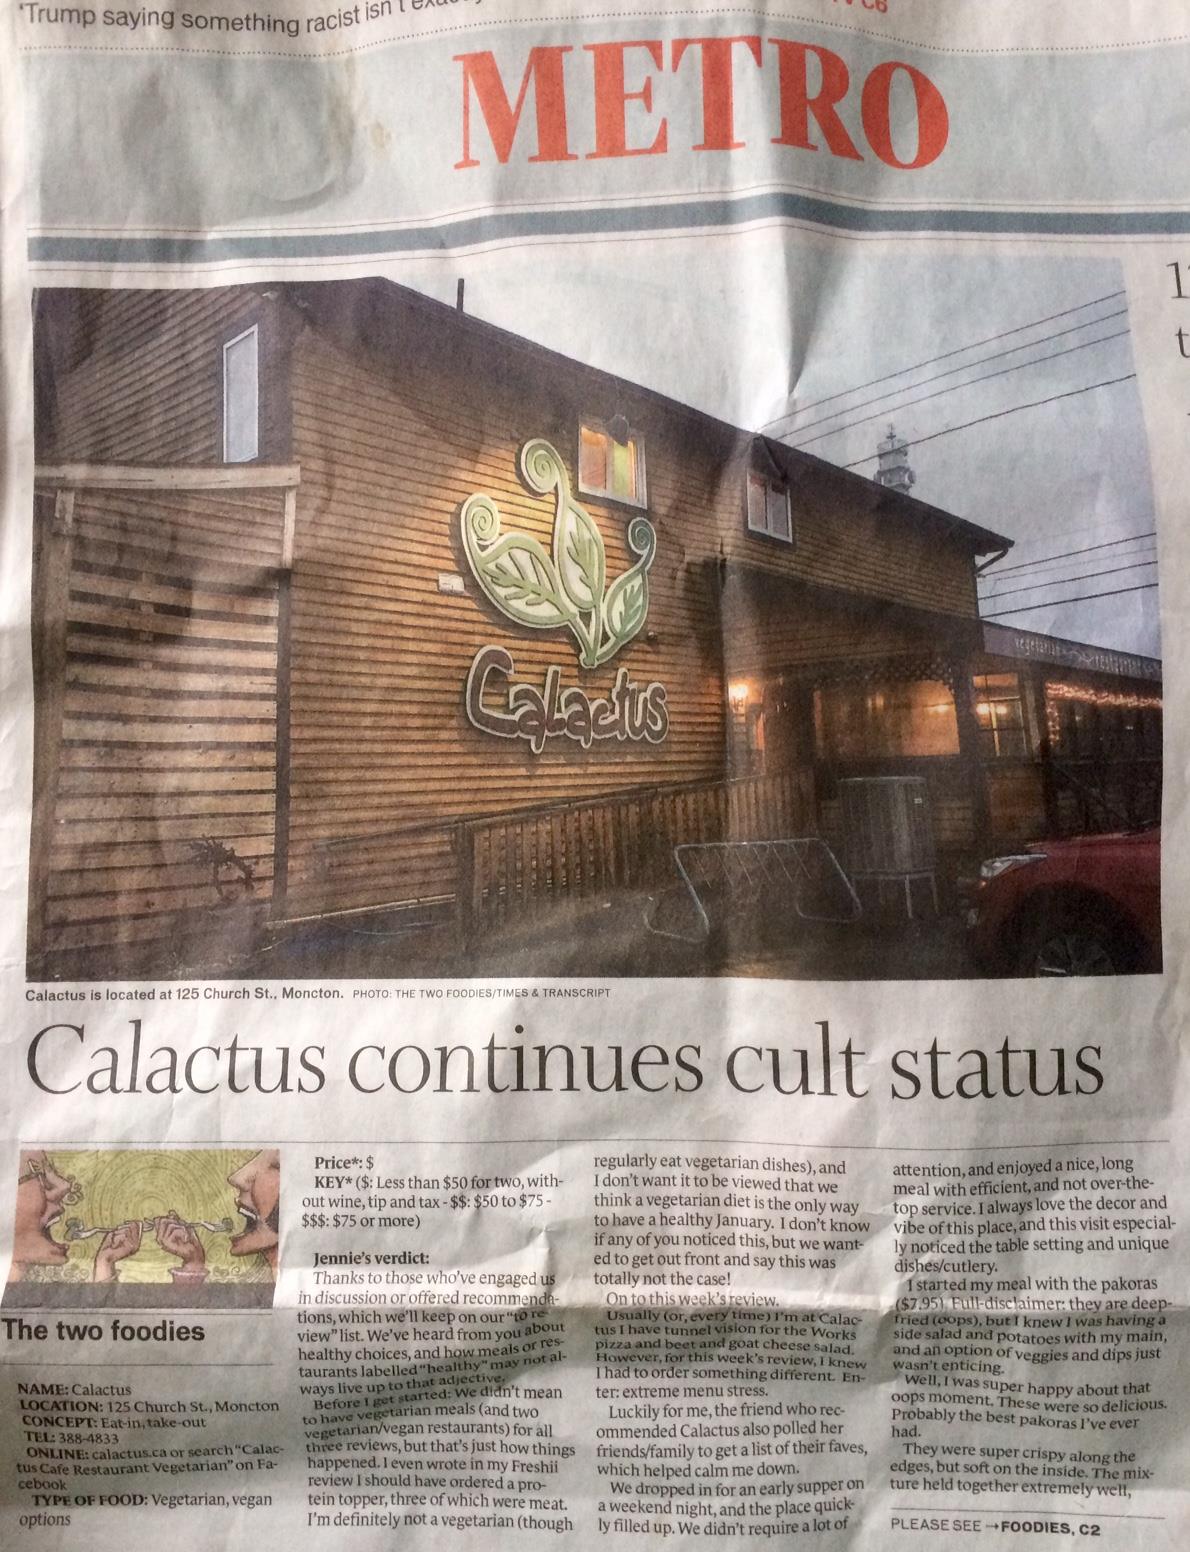 'Trump saying something racist isn't
C6
METRO
Calactus
vegetarian restaurant
Calactus is located at 125 Church St., Moncton. PHOTO: THE TWO FOODIES/TIMES & TRANSCRIPT
Calactus continues cult status
The two foodies
NAME: Calactus
LOCATION: 125 Church St., Moncton
CONCEPT: Eat-in, take-out
TEL: 388-4833
ONLINE: calactus.ca or search "Calac-
tus Cafe Restaurant Vegetarian" on Fa-
cebook
TYPE OF FOOD: Vegetarian, vegan
options
Price*: $
KEY* ($: Less than $50 for two, with-
out wine, tip and tax - $$: $50 to $75 -
$$$: $75 or more)
Jennie's verdict:
Thanks to those who've engaged us
in discussion or offered recommenda-
tions, which we'll keep on our "to re-
view" list. We've heard from you about
healthy choices, and how meals or res-
taurants labelled "healthy" may not al-
ways live up to that adjective.
Before I get started: We didn't mean
to have vegetarian meals (and two
vegetarian/vegan restaurants) for all
three reviews, but that's just how things
happened. I even wrote in my Freshii
review I should have ordered a pro-
tein topper, three of which were meat.
I'm definitely not a vegetarian (though
regularly eat vegetarian dishes), and
I don't want it to be viewed that we
think a vegetarian diet is the only way
to have a healthy January. I don't know
if any of you noticed this, but we want-
ed to get out front and say this was
totally not the case!
On to this week's review.
Usually (or, every time) I'm at Calac-
tus I have tunnel vision for the Works
pizza and beet and goat cheese salad.
However, for this week's review, I knew
I had to order something different. En-
ter: extreme menu stress.
Luckily for me, the friend who rec-
ommended Calactus also polled her
friends/family to get a list of their faves,
which helped calm me down.
We dropped in for an early supper on
a weekend night, and the place quick-
ly filled up. We didn't require a lot of
attention, and enjoyed a nice, long
meal with efficient, and not over-the-
top service. I always love the decor and
vibe of this place, and this visit especial-
ly noticed the table setting and unique
dishes/cutlery.
I started my meal with the pakoras
($7.95). Full-disclaimer: they are deep-
fried (oops), but I knew I was having a
side salad and potatoes with my main,
and an option of veggies and dips just
wasn't enticing.
Well, I was super happy about that
oops moment. These were so delicious.
Probably the best pakoras I've ever
had.
They were super crispy along the
edges, but soft on the inside. The mix-
ture held together extremely well,
PLEASE SEE →FOODIES, C2